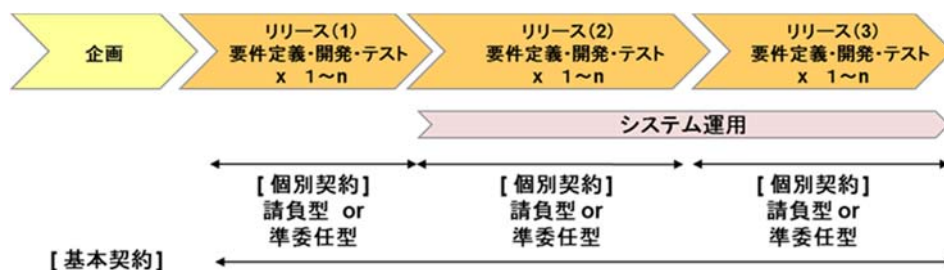 企画
リリース(1)
要件定義・開発・テスト
x 1～n
リリース(2)
要件定義・開発・テスト
x 1～n
リリース(3)
要件定義・開発・テスト
x 1～n
システム運用
[ 個別契約 ]
請負型 or
準委任型
[ 個別契約 ]
請負型 or
準委任型
[ 個別契約 ]
請負型 or
準委任型
[ 基本契約 ]